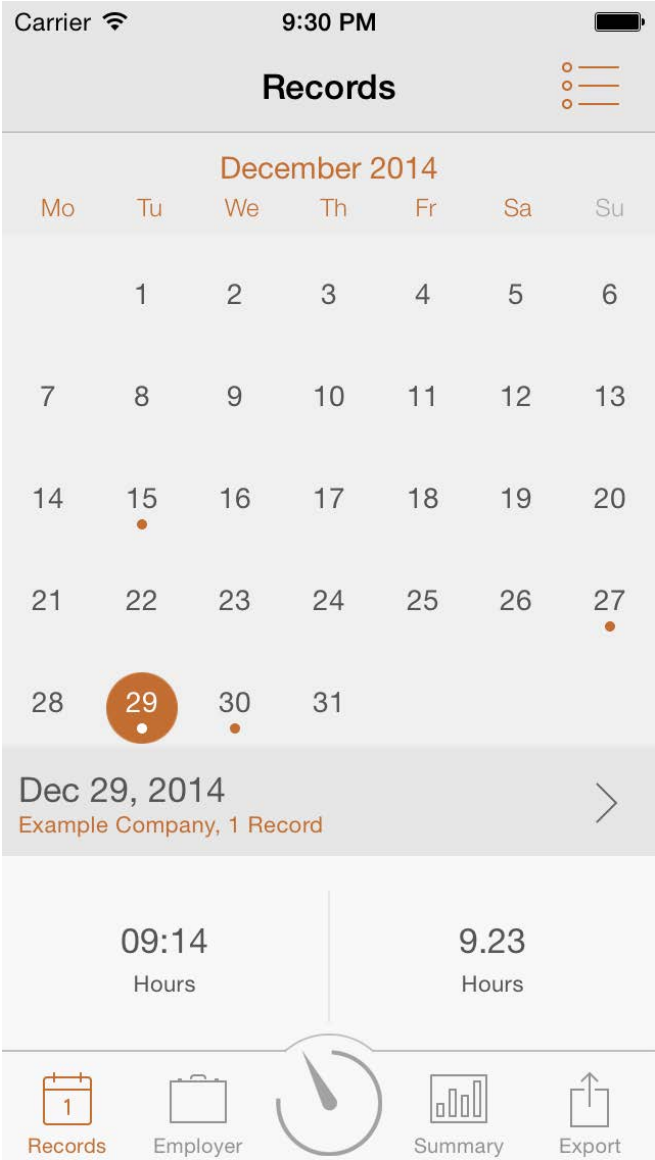 Carrier 9:30 PM
Records
December 2014
Mo Tu We Th Fr Sa Su
1 2 3 4 5 6
7 8 9 10 11 12 13
14 15 16 17 18 19 20
21 22 23 24 25 26 27
28 29 30 31
Dec 29, 2014
Example Company, 1 Record
09:14 9.23
Hours Hours
1
Records Employer Summary Export